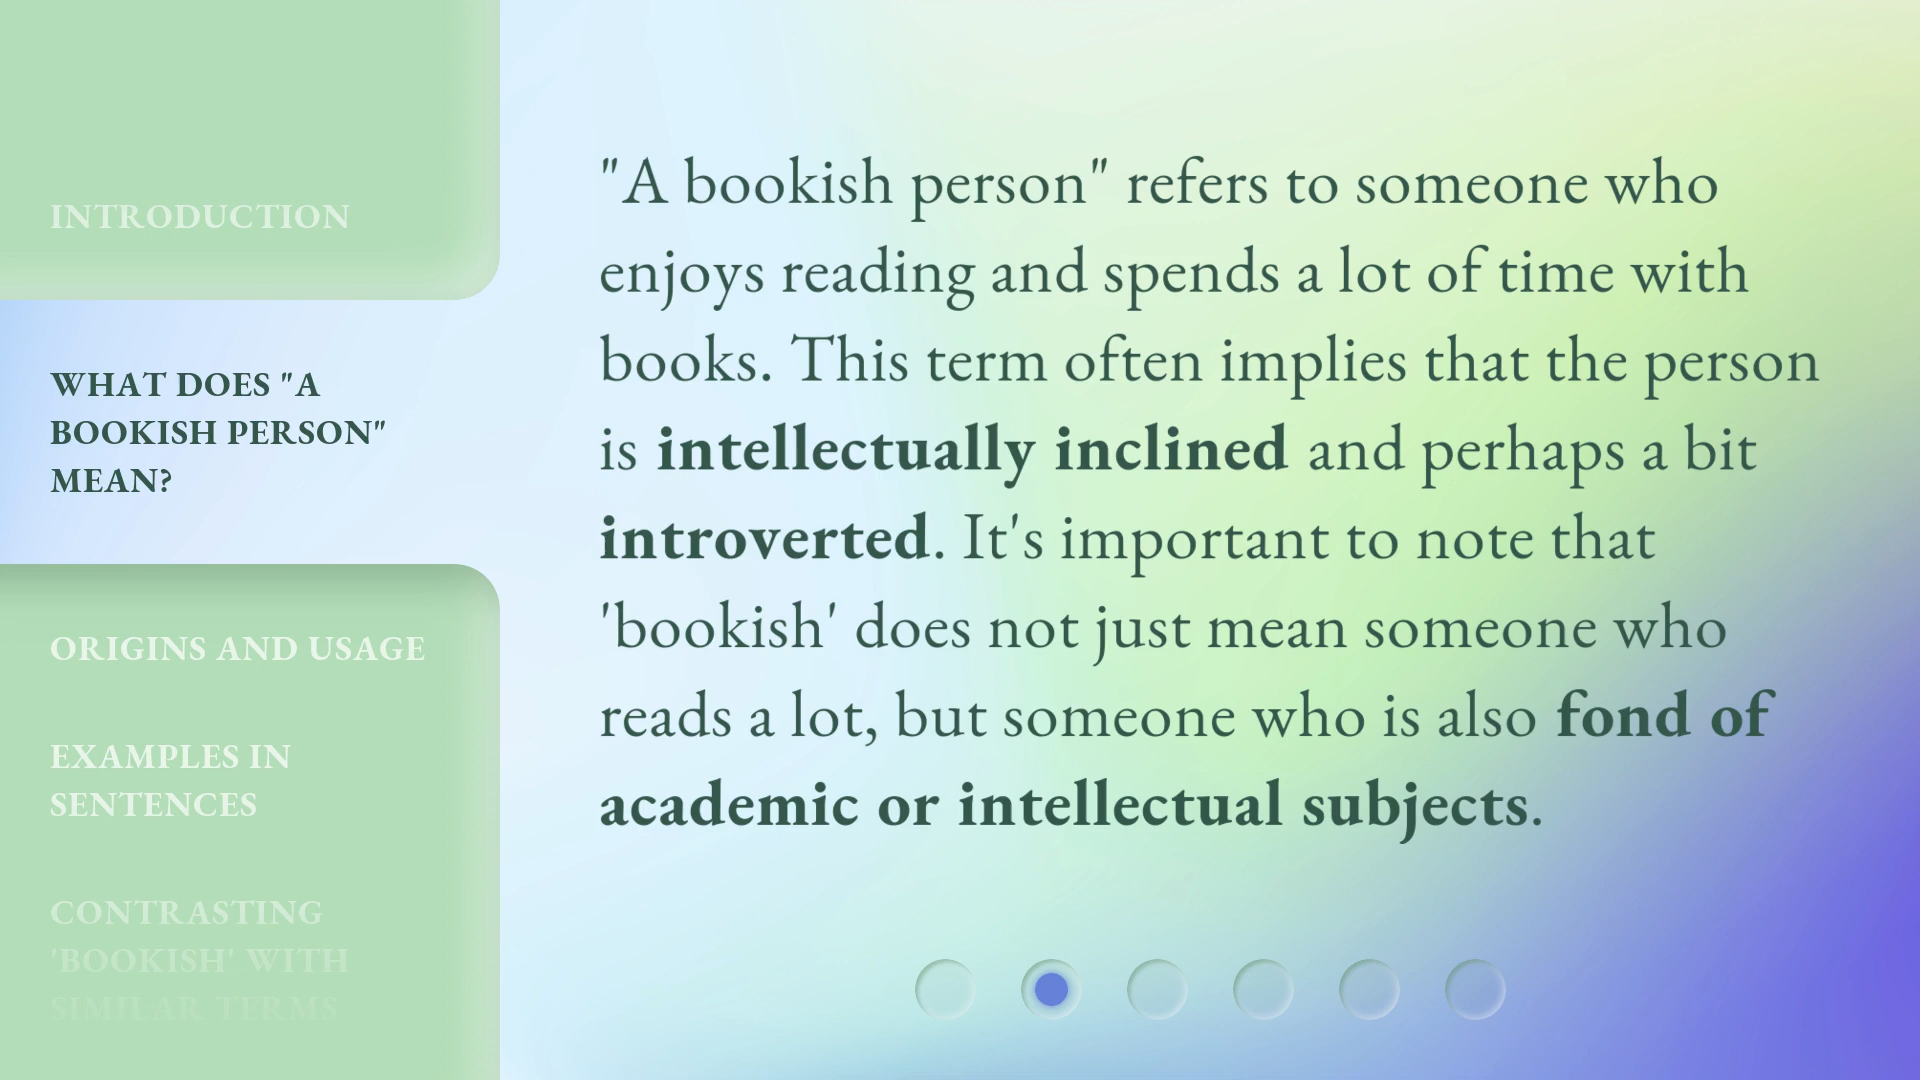 INTRODUCTION
WHAT DOES "A
BOOKISH PERSON"
MEAN?
ORIGINS AND USAGE
EXAMPLES IN
SENTENCES
CONTRASTING
'BOOKISH' WITH
SIMILAR TERMS
"A bookish person" refers to someone who
enjoys reading and spends a lot of time with
books. This term often implies that the person
is intellectually inclined and perhaps a bit
introverted. It's important to note that
'bookish' does not just mean someone who
reads a lot, but someone who is also fond of
academic or intellectual subjects.